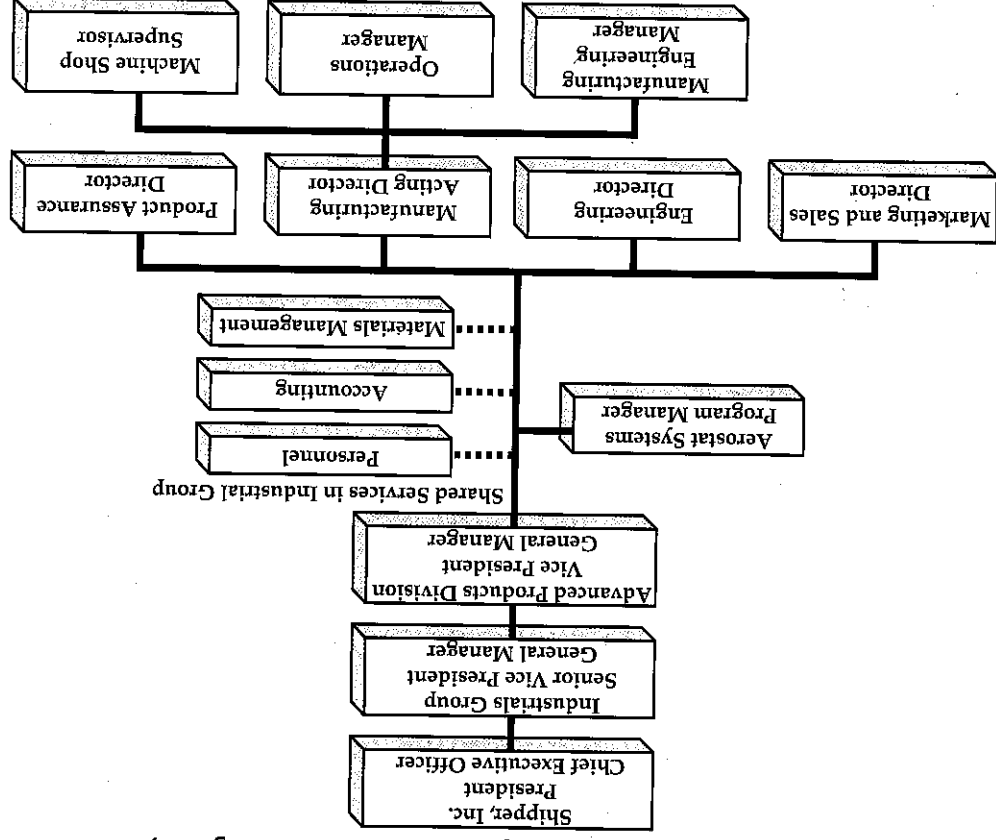 Shipper, Inc.
President
Chief Executive Officer
Industrials Group
Senior Vice President
General Manager
Advanced Products Division
Vice President
General Manager
Shared Services in Industrial Group
Personnel
Aerostat Systems
Program Manager
Accounting
Materials Management
Marketing and Sales
Director
Engineering
Director
Manufacturing
Acting Director
Product Assurance
Director
Manufacturing
Engineering
Manager
Operations
Manager
Machine Shop
Supervisor